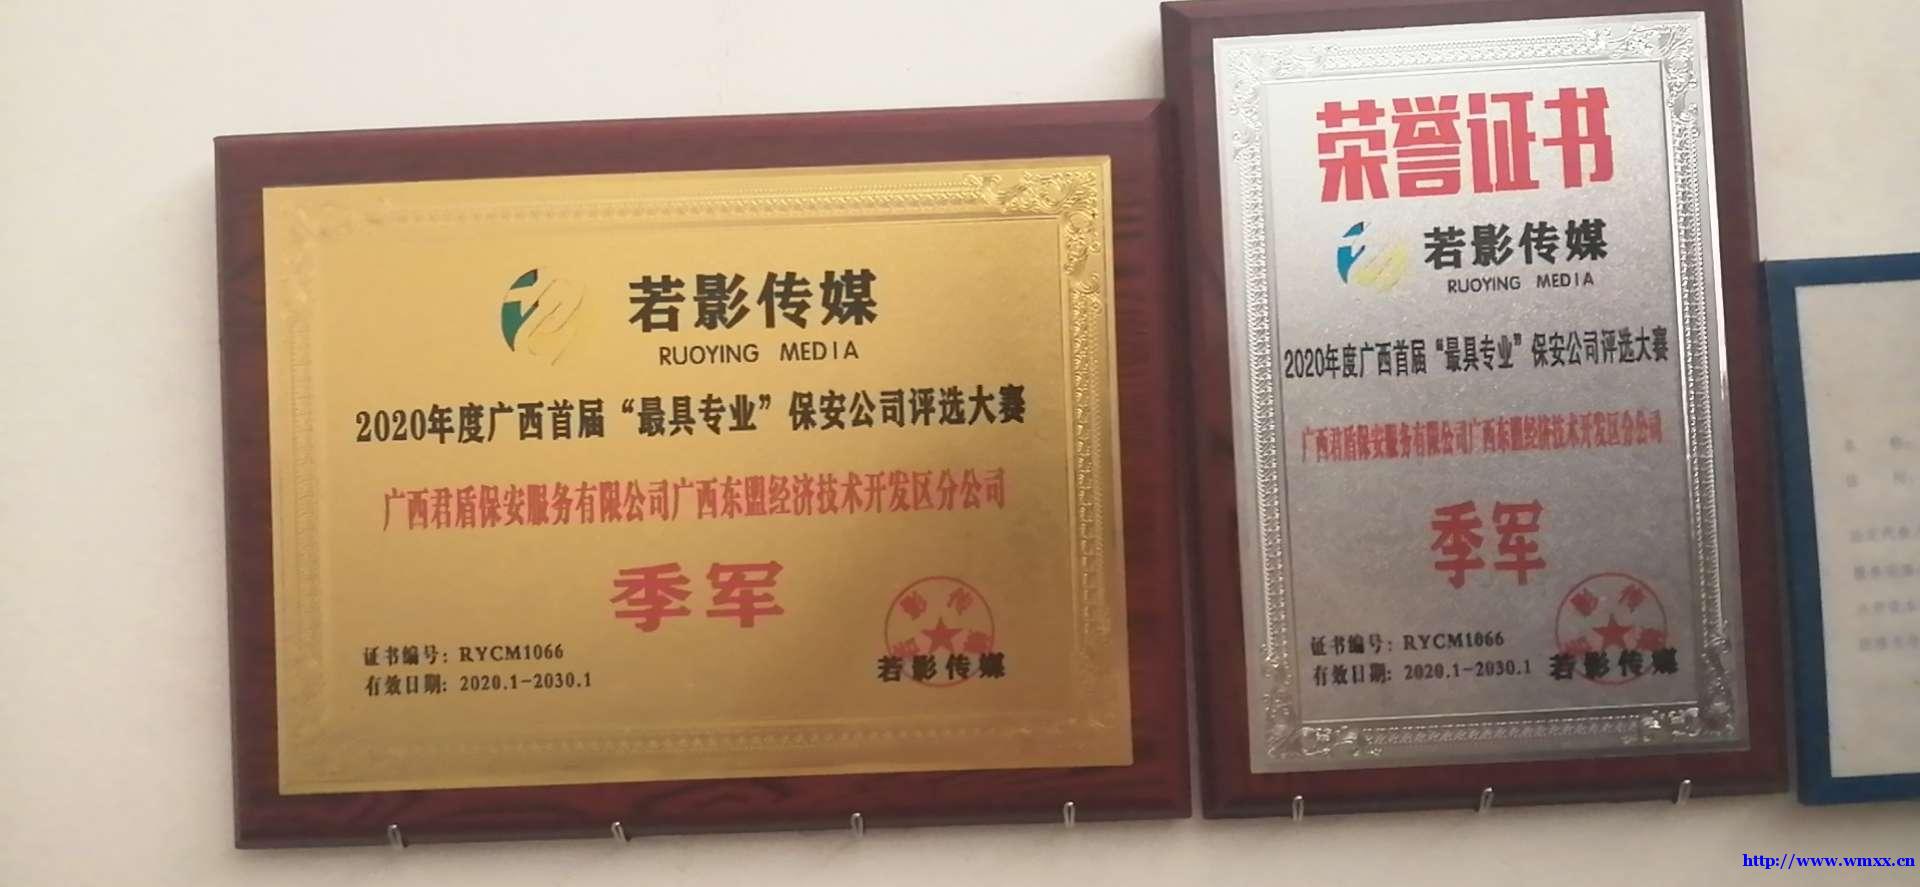 若影传媒
RUOYING MEDIA
2020年度广西首届“最具专业”保安公司评选大赛
广西君盾保安服务有限公司广西东盟经济技术开发区分公司
季军
证书编号: RYCM1066
有效日期: 2020.1-2030.1
若影传媒
荣誉证书
若影传媒
RUOYING MEDIA
2020年度广西首届“最具专业”保安公司评选大赛
广西君盾保安服务有限公司广西东盟经济技术开发区分公司
季军
证书编号: RYCM1066
有效日期: 2020.1-2030.1
若影传媒
http://www.wmxx.cn